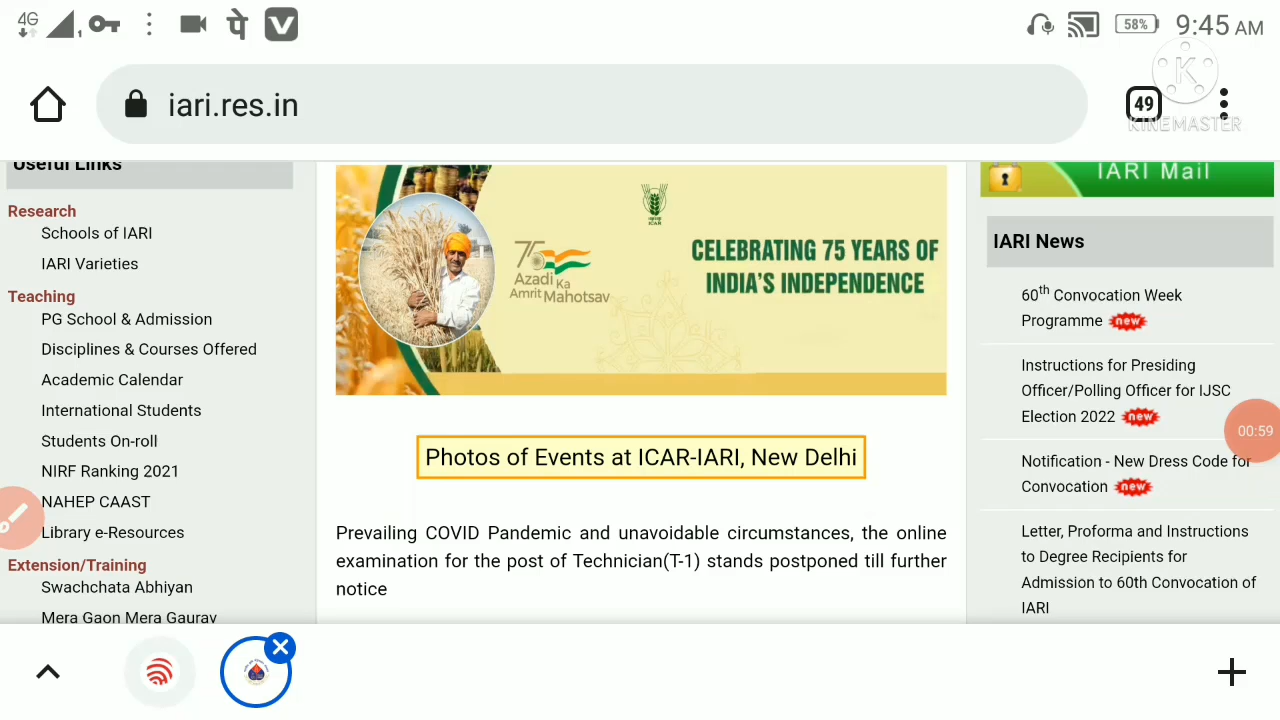 4G
1
पे
V
58%
9:45 AM
iari.res.in
49
K
KINEMASTER
Useful Links
Research
Schools of IARI
IARI Varieties
Teaching
PG School & Admission
Disciplines & Courses Offered
Academic Calendar
International Students
Students On-roll
NIRF Ranking 2021
NAHEP CAAST
Library e-Resources
Extension/Training
Swachchata Abhiyan
Mera Gaon Mera Gaurav
ICAR
75
Azadi Ka
Amrit Mahotsav
CELEBRATING 75 YEARS OF
INDIA'S INDEPENDENCE
Photos of Events at ICAR-IARI, New Delhi
Prevailing COVID Pandemic and unavoidable circumstances, the online
examination for the post of Technician(T-1) stands postponed till further
notice
IARI Mail
IARI News
60th Convocation Week
Programme new
Instructions for Presiding
Officer/Polling Officer for IJSC
Election 2022 new
00:59
Notification - New Dress Code for
Convocation new
Letter, Proforma and Instructions
to Degree Recipients for
Admission to 60th Convocation of
IARI